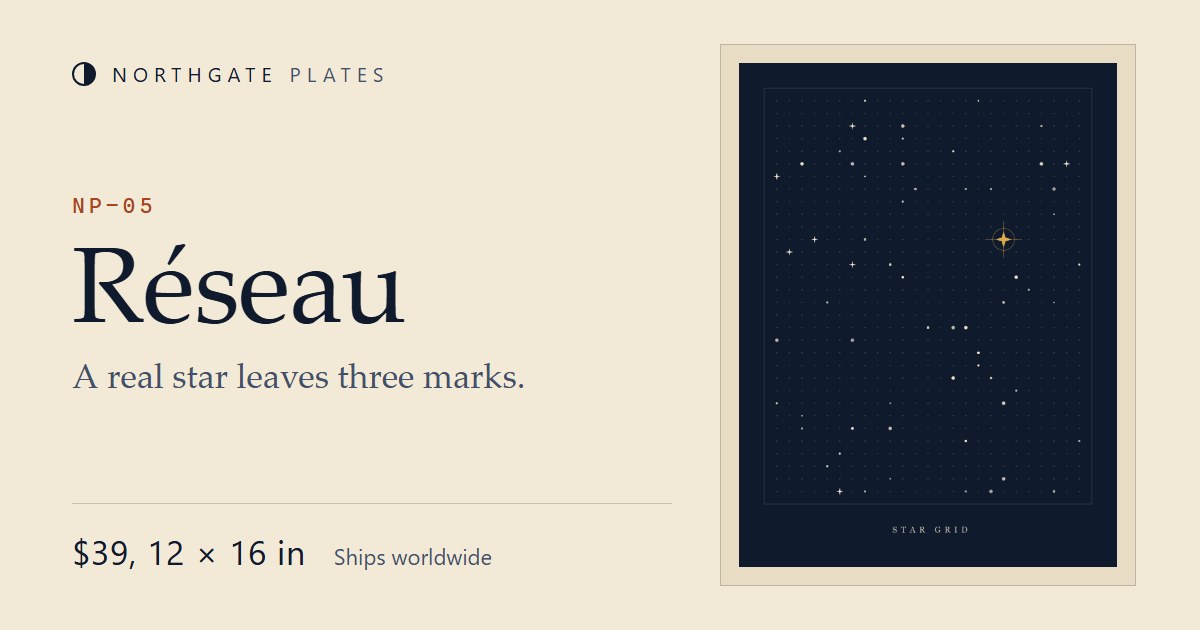 NORTHGATE PLATES
NP–05
Réseau
A real star leaves three marks.
$39, 12 × 16 in Ships worldwide
STAR GRID